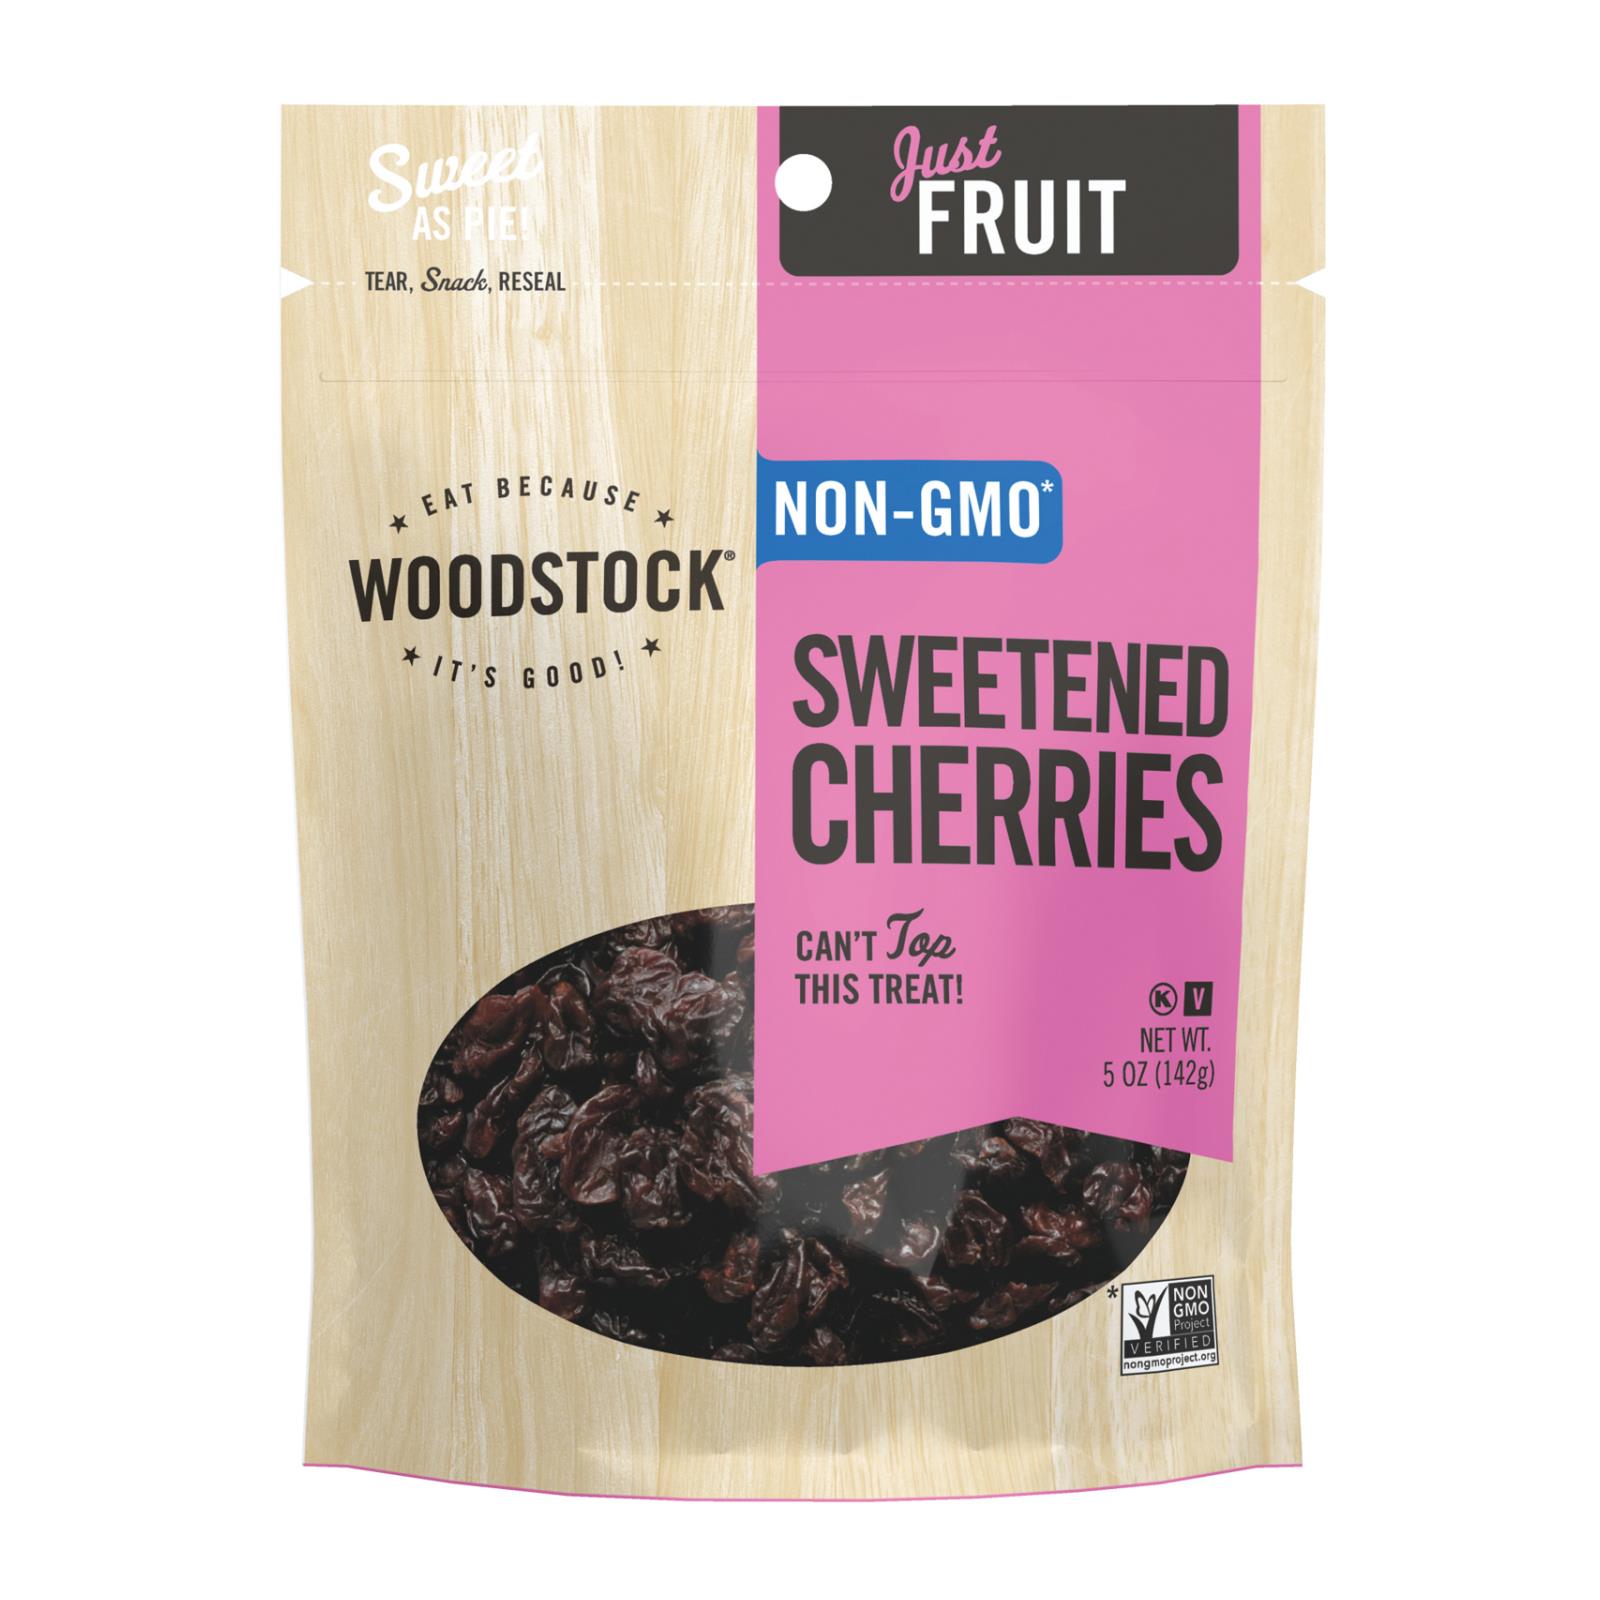 Sweet
AS PIE!
TEAR, Snack, RESEAL
Just
FRUIT
EAT BECAUSE
WOODSTOCK®
IT'S GOOD!
NON-GMO*
SWEETENED
CHERRIES
CAN'T Top
THIS TREAT!
K V
NET WT.
5 OZ (142g)
*
NON
GMO
Project
VERIFIED
nongmoproject.org